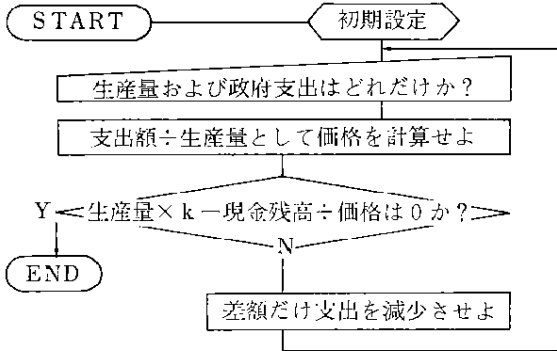 START
初期設定
生産量および政府支出はどれだけか？
支出額÷生産量として価格を計算せよ
Y
生産量×k－現金残高÷価格は0か？
N
END
差額だけ支出を減少させよ